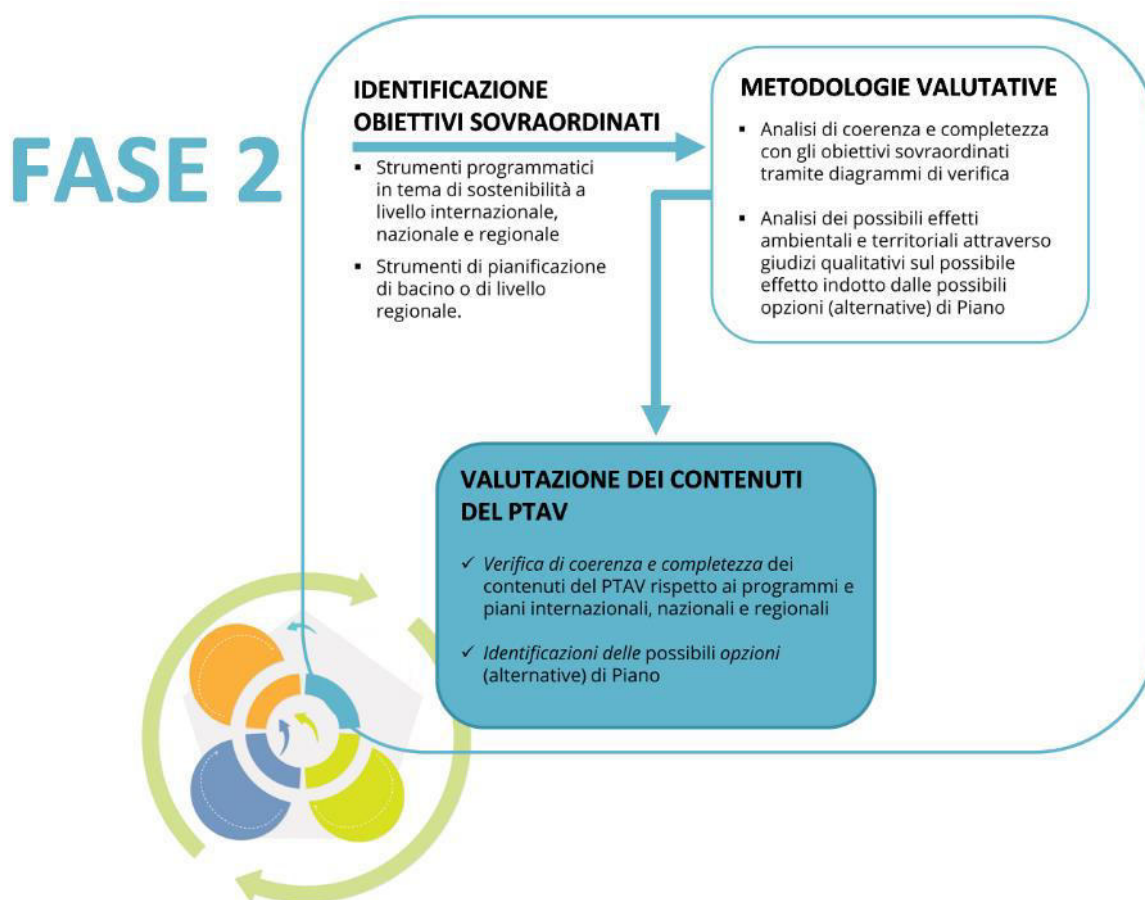 FASE 2
IDENTIFICAZIONE
OBIETTIVI SOVRAORDINATI
▪ Strumenti programmatici
in tema di sostenibilità a
livello internazionale,
nazionale e regionale
▪ Strumenti di pianificazione
di bacino o di livello
regionale.
METODOLOGIE VALUTATIVE
▪ Analisi di coerenza e completezza
con gli obiettivi sovraordinati
tramite diagrammi di verifica
▪ Analisi dei possibili effetti
ambientali e territoriali attraverso
giudizi qualitativi sul possibile
effetto indotto dalle possibili
opzioni (alternative) di Piano
VALUTAZIONE DEI CONTENUTI
DEL PTAV
✓ Verifica di coerenza e completezza dei
contenuti del PTAV rispetto ai programmi e
piani internazionali, nazionali e regionali
✓ Identificazioni delle possibili opzioni
(alternative) di Piano